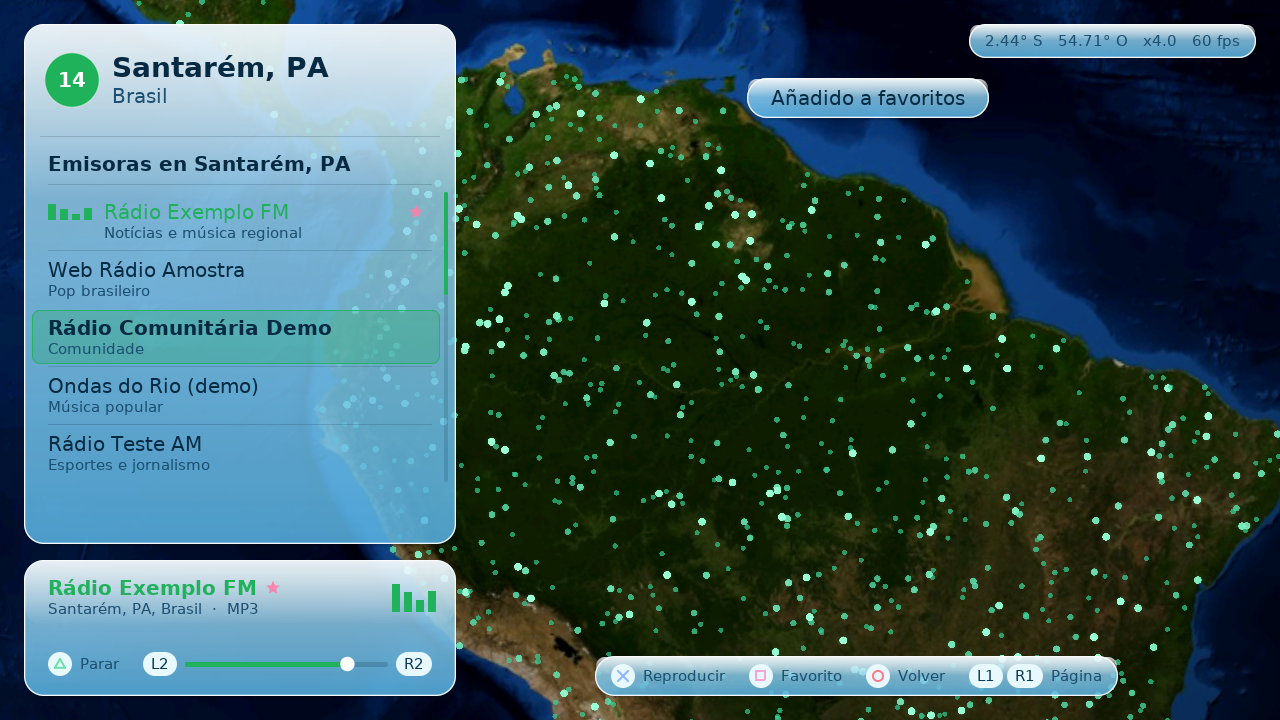 14
Santarém, PA
Brasil
Emisoras en Santarém, PA
Rádio Exemplo FM
Notícias e música regional
Web Rádio Amostra
Pop brasileiro
Rádio Comunitária Demo
Comunidade
Ondas do Rio (demo)
Música popular
Rádio Teste AM
Esportes e jornalismo
Rádio Exemplo FM
Santarém, PA, Brasil · MP3
Parar L2 R2
2.44° S 54.71° O x4.0 60 fps
Añadido a favoritos
Reproducir Favorito Volver L1 R1 Página